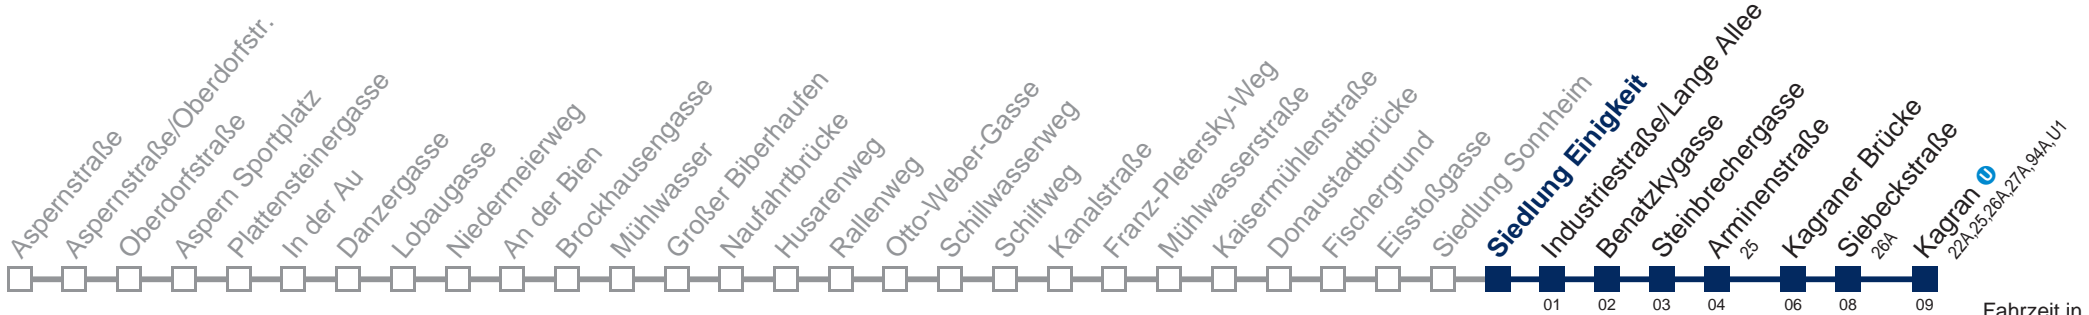 Aspernstraße
Aspernstraße/Oberdorfstr.
Oberdorfstraße
Aspern Sportplatz
Plattensteinergasse
In der Au
Danzergasse
Lobaugasse
Niedermeierweg
An der Bien
Brockhausengasse
Mühlwasser
Großer Biberhaufen
Naufahrtbrücke
Husarenweg
Rallenweg
Otto-Weber-Gasse
Schillwasserweg
Schilfweg
Kanalstraße
Franz-Pletersky-Weg
Mühlwasserstraße
Kaisermühlenstraße
Donaustadtbrücke
Fischergrund
Eisstoßgasse
Siedlung Sonnheim
Siedlung Einigkeit
Industriestraße/Lange Allee
Benatzkygasse
Steinbrechergasse
Arminenstraße
25
Kagraner Brücke
Siebeckstraße
26A
Kagran U
22A,25,26A,27A,94A,U1
01 02 03 04 06 08 09
Fahrzeit in